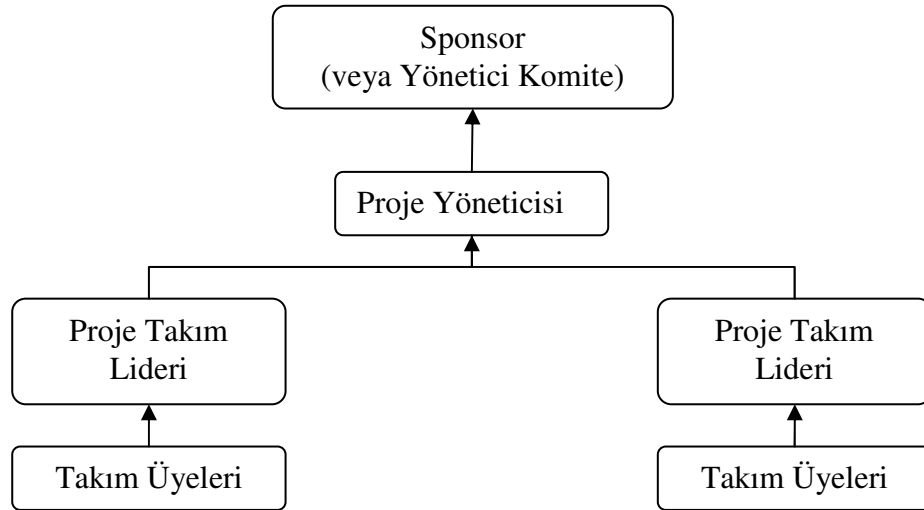 Sponsor
(veya Yönetici Komite)
Proje Yöneticisi
Proje Takım
Lideri
Proje Takım
Lideri
Takım Üyeleri
Takım Üyeleri